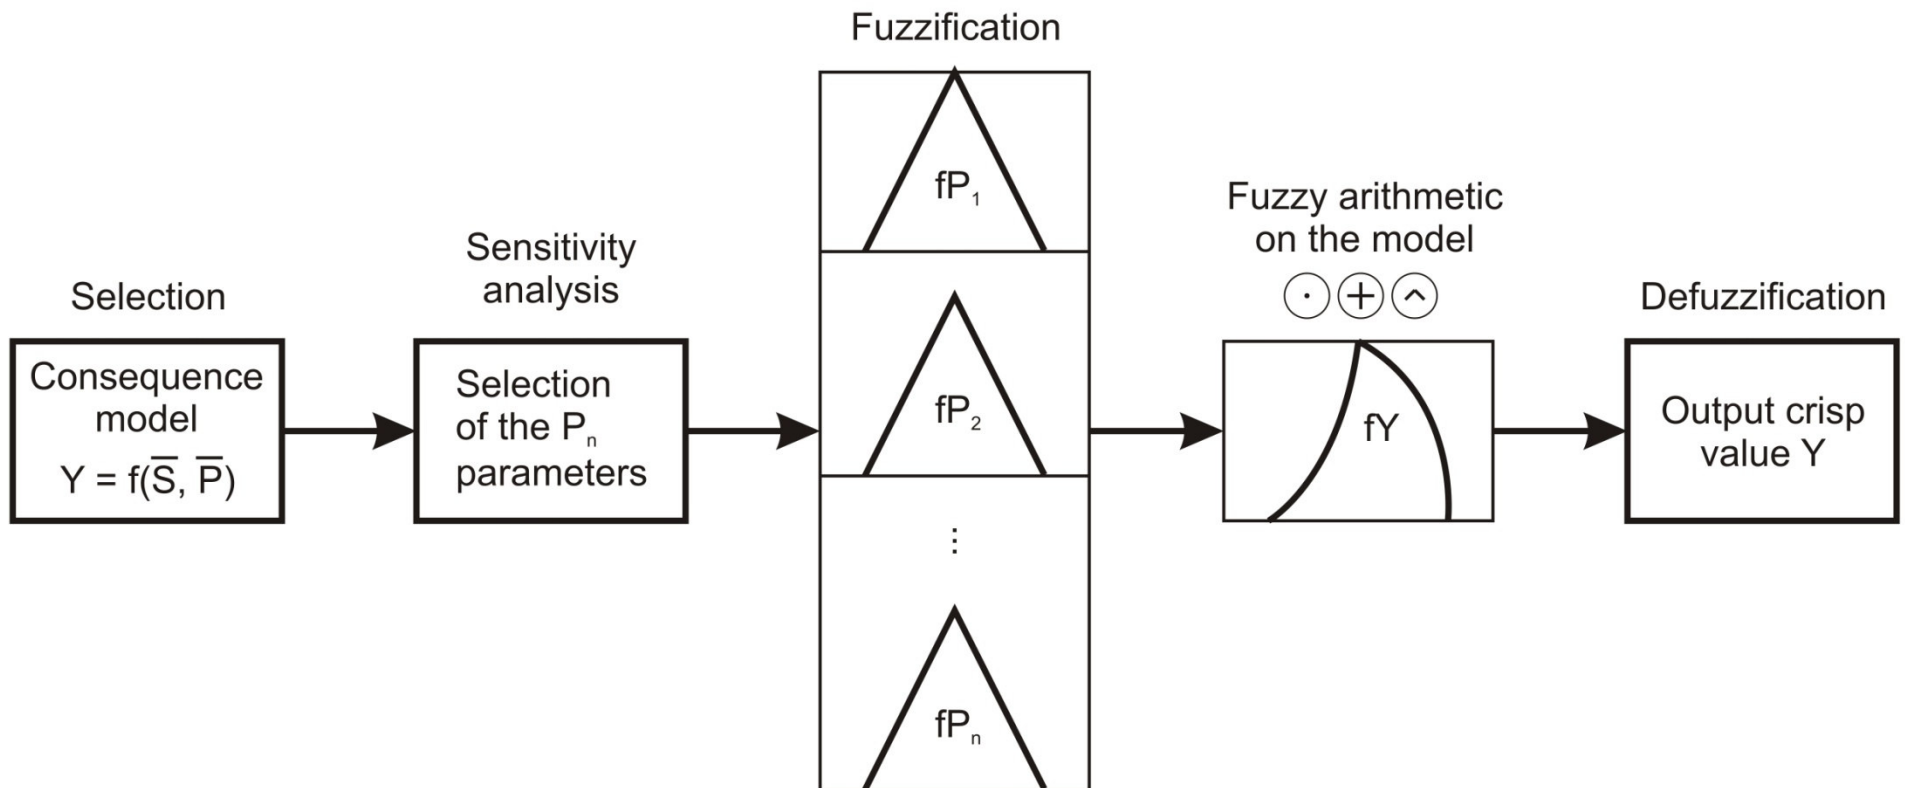 Selection
Consequence
model
Y = f(S̅, P̅)
Sensitivity
analysis
Selection
of the Pₙ
parameters
Fuzzification
fP₁
fP₂
⋮
fPₙ
Fuzzy arithmetic
on the model
⊙ ⊕ ^
fY
Defuzzification
Output crisp
value Y